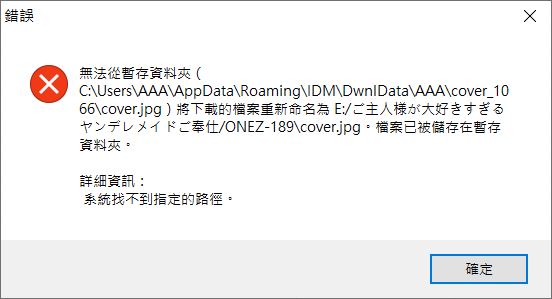 錯誤
無法從暫存資料夾 (
C:\Users\AAA\AppData\Roaming\IDM\DwnlData\AAA\cover_10
66\cover.jpg ) 將下載的檔案重新命名為 E:/ご主人様が大好きすぎる
ヤンデレメイドご奉仕/ONEZ-189\cover.jpg。檔案已被儲存在暫存
資料夾。
詳細資訊：
系統找不到指定的路徑。
確定